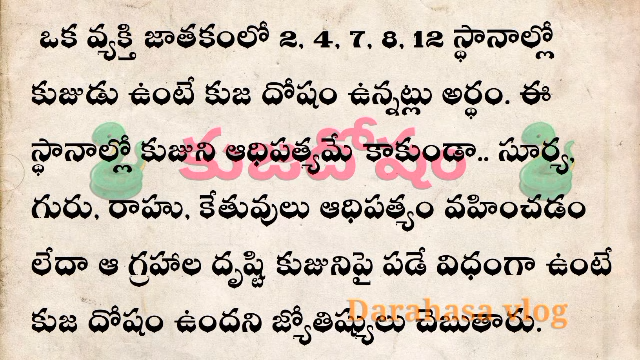 ఒక వ్యక్తి జాతకంలో 2, 4, 7, 8, 12 స్థానాల్లో
కుజుడు ఉంటే కుజ దోషం ఉన్నట్లు అర్థం. ఈ
స్థానాల్లో కుజుని ఆధిపత్యమే కాకుండా.. సూర్య,
కుజదోషం
గురు, రాహు, కేతువులు ఆధిపత్యం వహించడం
లేదా ఆ గ్రహాల దృష్టి కుజునిపై పడే విధంగా ఉంటే
Darahasa vlog
కుజ దోషం ఉందని జ్యోతిష్యులు చెబుతారు.